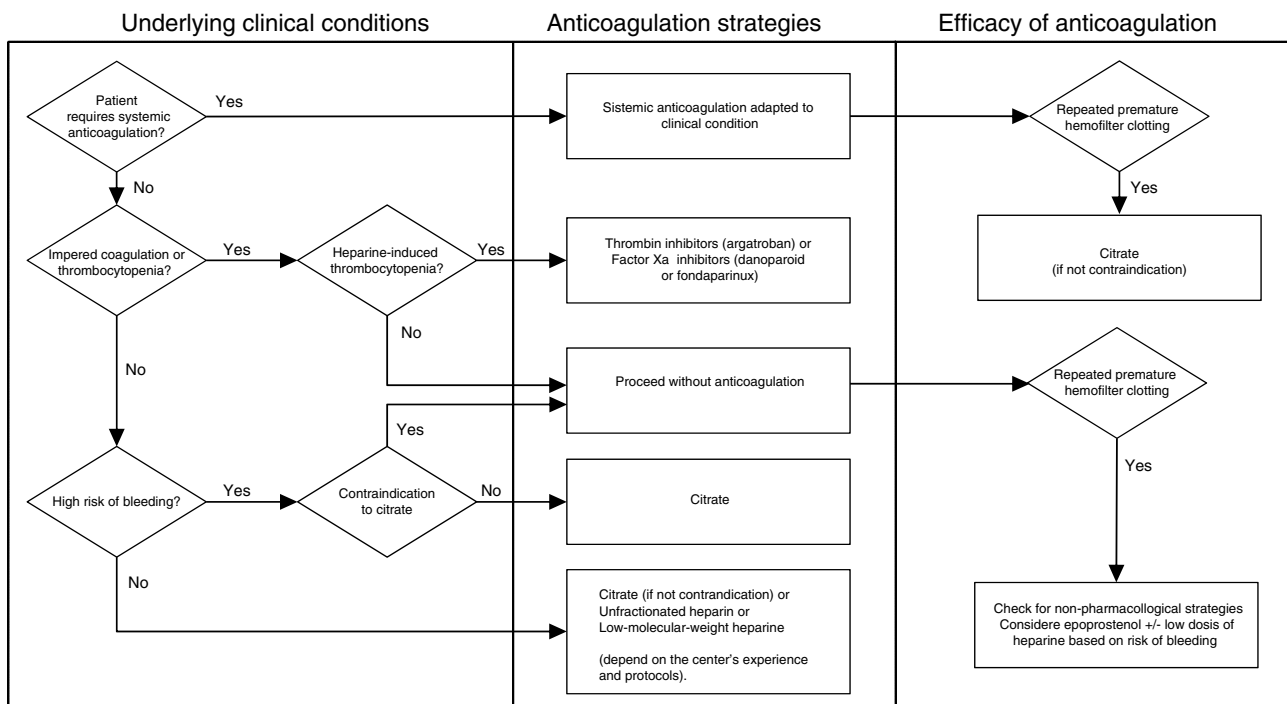 Underlying clinical conditions
Anticoagulation strategies
Efficacy of anticoagulation
Patient
requires systemic
anticoagulation?
Yes
Sistemic anticoagulation adapted to
clinical condition
Repeated premature
hemofilter clotting
No
Yes
Impered coagulation or
thrombocytopenia?
Yes
Heparine-induced
thrombocytopenia?
Yes
Thrombin inhibitors (argatroban) or
Factor Xa inhibitors (danoparoid
or fondaparinux)
Citrate
(if not contraindication)
No
No
Proceed without anticoagulation
Repeated premature
hemofilter clotting
Yes
Yes
High risk of bleeding?
Yes
Contraindication
to citrate
No
Citrate
No
Citrate (if not contrandication) or
Unfractionated heparin or
Low-molecular-weight heparine
(depend on the center's experience
and protocols).
Check for non-pharmacollogical strategies
Considere epoprostenol +/- low dosis of
heparine based on risk of bleeding